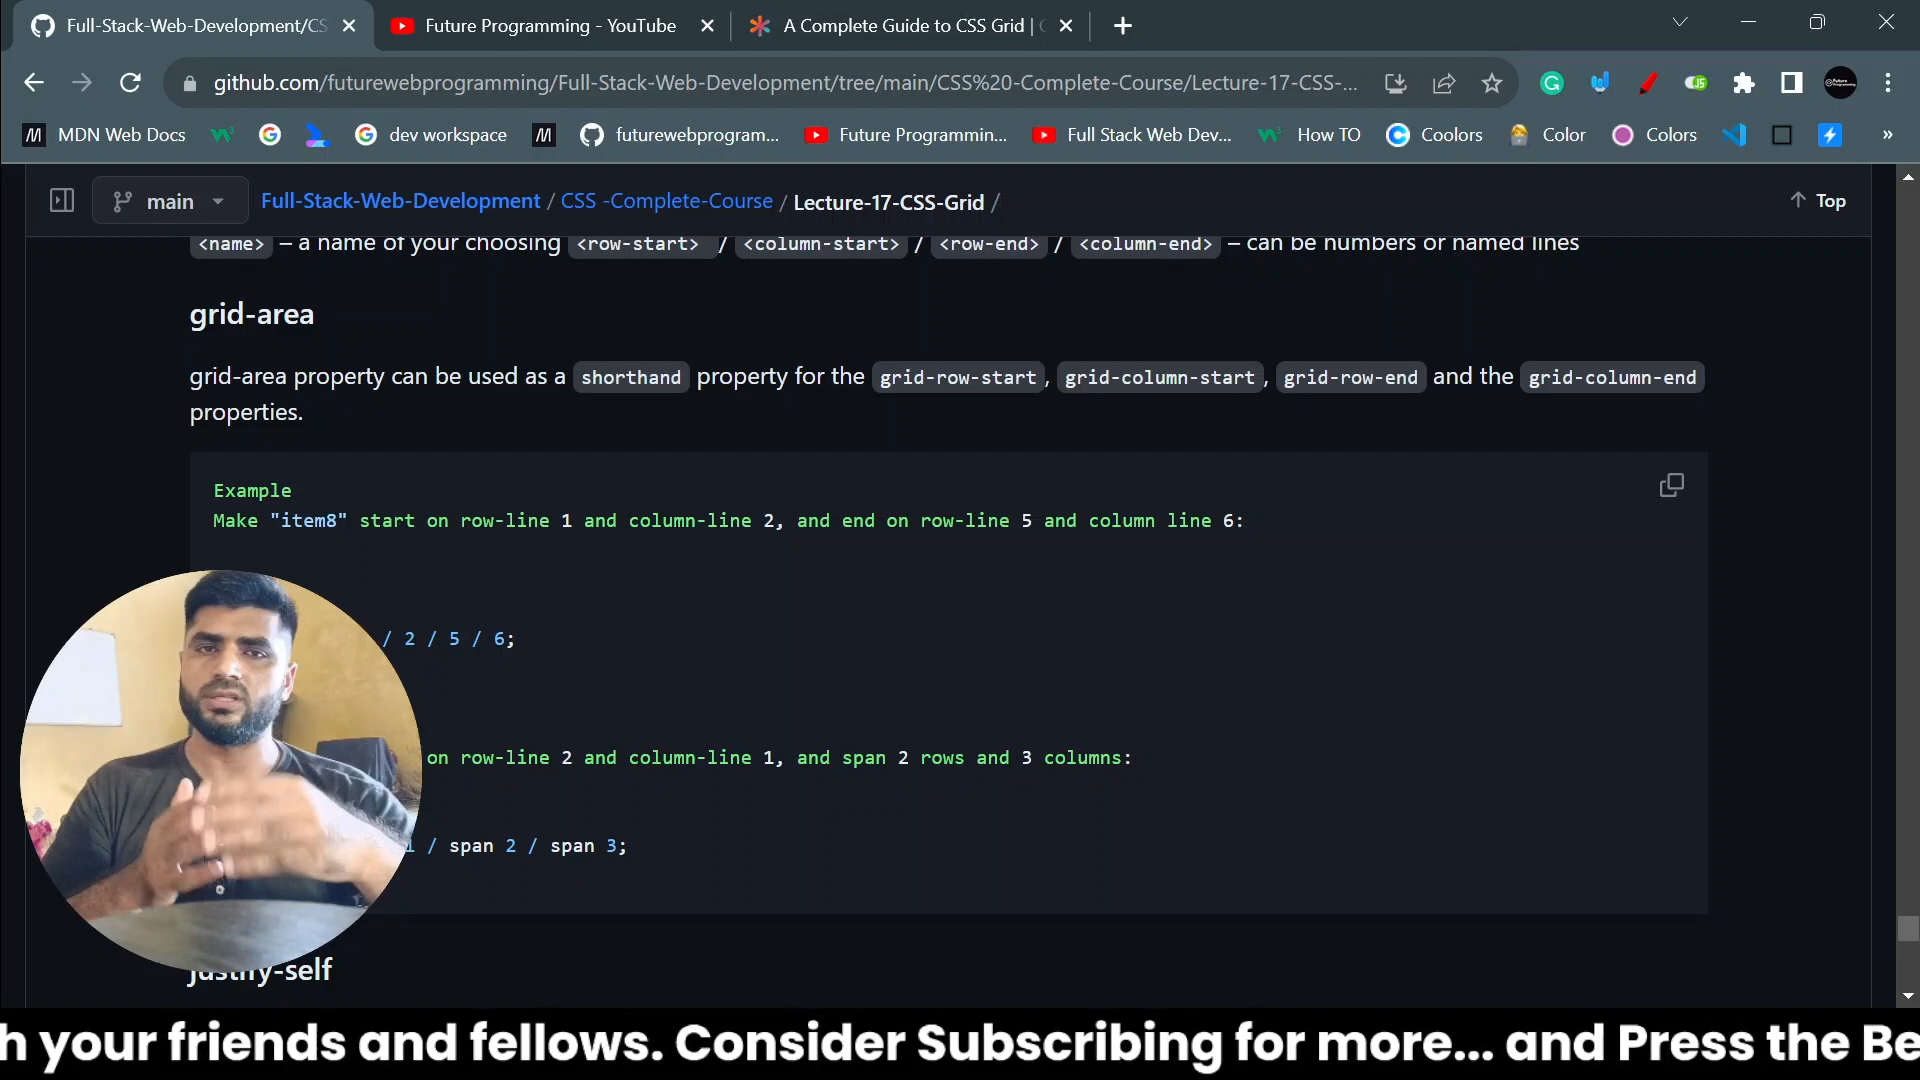 Full-Stack-Web-Development/CS
Future Programming - YouTube
A Complete Guide to CSS Grid |
github.com/futurewebprogramming/Full-Stack-Web-Development/tree/main/CSS%20-Complete-Course/Lecture-17-CSS-...
MDN Web Docs
dev workspace
futurewebprogram...
Future Programmin...
Full Stack Web Dev...
How TO
Coolors
Color
Colors
»
main
Full-Stack-Web-Development / CSS -Complete-Course / Lecture-17-CSS-Grid /
Top
<name> – a name of your choosing <row-start> / <column-start> / <row-end> / <column-end> – can be numbers or named lines
grid-area
grid-area property can be used as a shorthand property for the grid-row-start, grid-column-start, grid-row-end and the grid-column-end
properties.
Example
Make "item8" start on row-line 1 and column-line 2, and end on row-line 5 and column line 6:
/ 2 / 5 / 6;
on row-line 2 and column-line 1, and span 2 rows and 3 columns:
1 / span 2 / span 3;
justify-self
h your friends and fellows. Consider Subscribing for more... and Press the Be